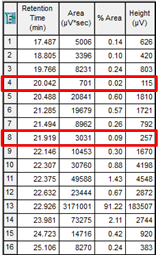 Retention Time (min) Area (µV*sec) % Area Height (µV)
1 17.487 5006 0.14 626
2 18.805 3396 0.10 420
3 19.766 8231 0.24 803
4 20.042 701 0.02 115
5 20.488 20841 0.60 1810
6 21.285 19679 0.57 1721
7 21.494 8962 0.26 792
8 21.919 3031 0.09 257
9 22.146 10453 0.30 1670
10 22.307 30760 0.88 4198
11 22.375 49588 1.43 4548
12 22.632 23444 0.67 2872
13 22.926 3171001 91.22 183507
14 23.981 73275 2.11 2744
15 24.723 14716 0.42 920
16 25.106 8270 0.24 383